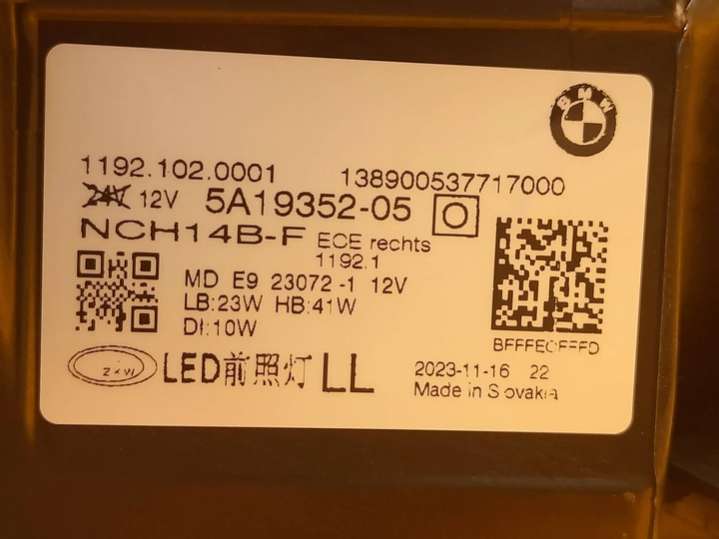 BMW
1192.102.0001 138900537717000
24V 12V 5A19352-05
NCH14B-F ECE rechts
1192.1
MD E9 23072-1 12V
LB:23W HB:41W
DI:10W
ZKW LED前照灯 LL
2023-11-16 22
Made in Slovakia